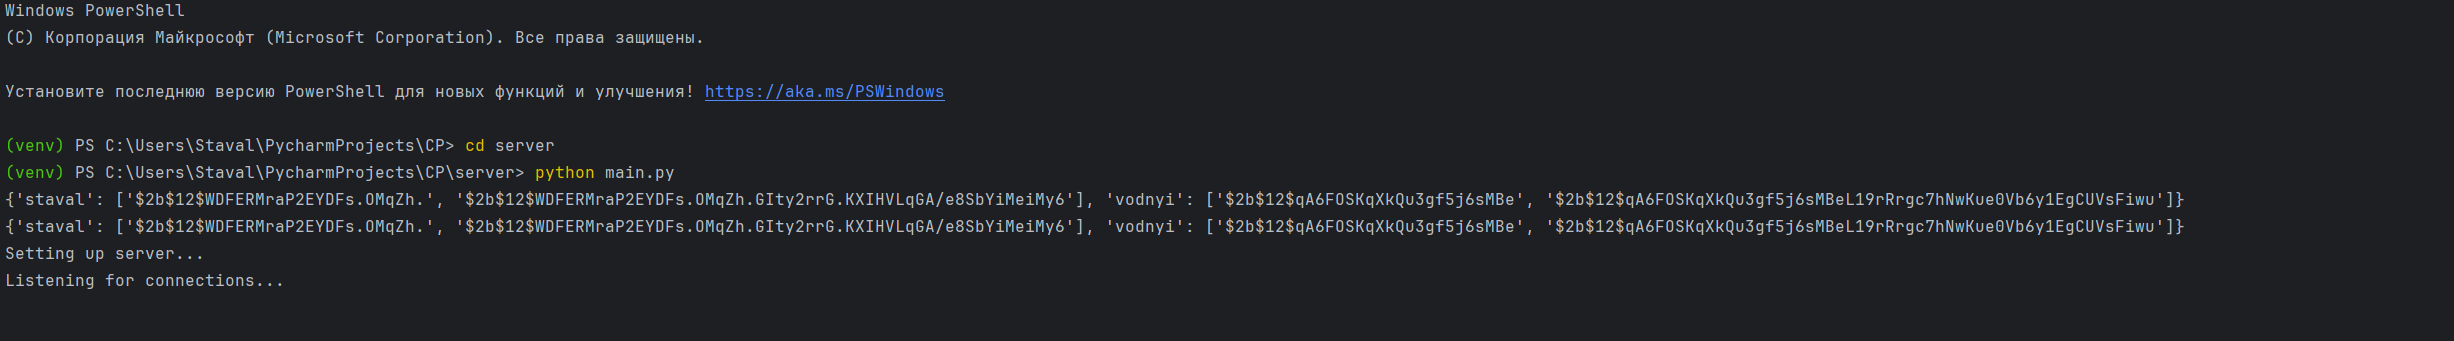 Windows PowerShell
(C) Корпорация Майкрософт (Microsoft Corporation). Все права защищены.
Установите последнюю версию PowerShell для новых функций и улучшения! https://aka.ms/PSWindows
(venv) PS C:\Users\Staval\PycharmProjects\CP> cd server
(venv) PS C:\Users\Staval\PycharmProjects\CP\server> python main.py
{'staval': ['$2b$12$WDFERMraP2EYDFs.OMqZh.', '$2b$12$WDFERMraP2EYDFs.OMqZh.GIty2rrG.KXIHVLqGA/e8SbYiMeiMy6'], 'vodnyi': ['$2b$12$qA6FOSKqXkQu3gf5j6sMBe', '$2b$12$qA6FOSKqXkQu3gf5j6sMBeL19rRrgc7hNwKue0Vb6y1EgCUVsFiwu']}
{'staval': ['$2b$12$WDFERMraP2EYDFs.OMqZh.', '$2b$12$WDFERMraP2EYDFs.OMqZh.GIty2rrG.KXIHVLqGA/e8SbYiMeiMy6'], 'vodnyi': ['$2b$12$qA6FOSKqXkQu3gf5j6sMBe', '$2b$12$qA6FOSKqXkQu3gf5j6sMBeL19rRrgc7hNwKue0Vb6y1EgCUVsFiwu']}
Setting up server...
Listening for connections...